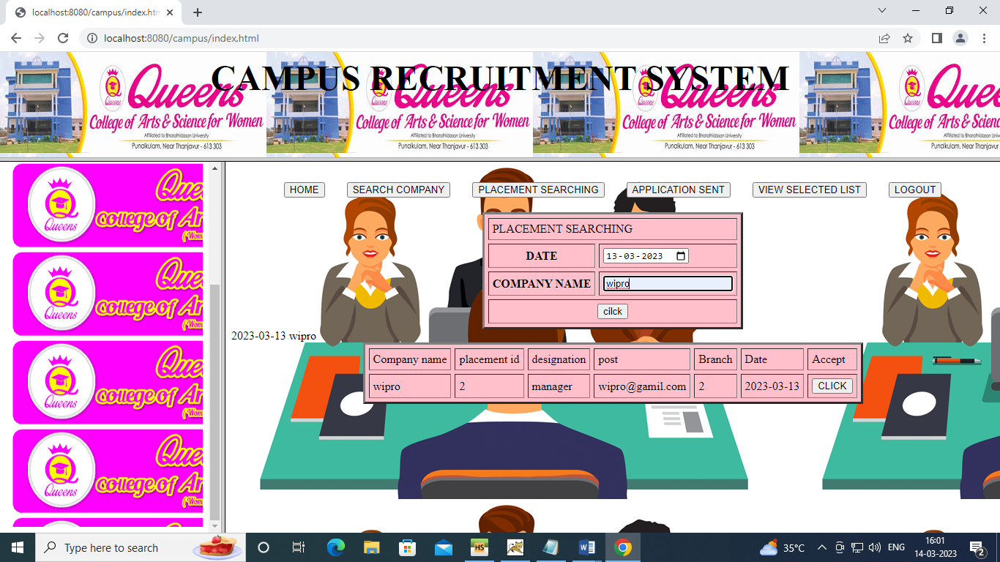 localhost:8080/campus/index.htm
localhost:8080/campus/index.html
CAMPUS RECRUITMENT SYSTEM
Queens Queens Queens Queens
College of Arts & Science for Women College of Arts & Science for Women College of Arts & Science for Women College of Arts & Science f
Affiliated to Bharathidasan University Affiliated to Bharathidasan University Affiliated to Bharathidasan University Affiliated to Bharathidasan
Punalkulam, Near Thanjavur - 613 303 Punalkulam, Near Thanjavur - 613 303 Punalkulam, Near Thanjavur - 613 303 Punalkulam, Near Thanjavur
HOME SEARCH COMPANY PLACEMENT SEARCHING APPLICATION SENT VIEW SELECTED LIST LOGOUT
Queens Quee
college of Ar
(Wom
Queens Quee
college of Ar
(Wom
Queens Quee
college of Ar
(Wom
Queens Quee
college of Ar
(Wom
PLACEMENT SEARCHING
DATE 13-03-2023
COMPANY NAME wipro
cilck
2023-03-13 wipro
Company name placement id designation post Branch Date Accept
wipro 2 manager wipro@gamil.com 2 2023-03-13 CLICK
Type here to search
HS
35°C
ENG
16:01
14-03-2023
2